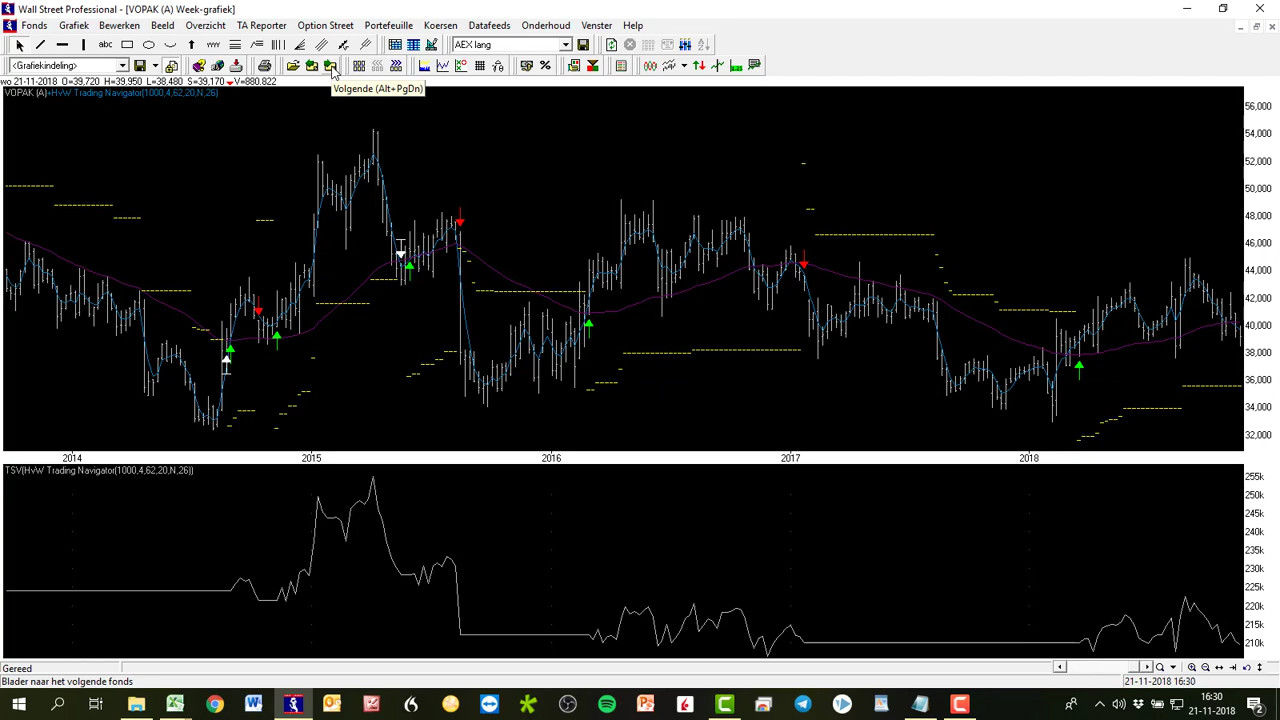 Wall Street Professional - [VOPAK (A) Week-grafiek]
Fonds Grafiek Bewerken Beeld Overzicht TA Reporter Option Street Portefeuille Koersen Datafeeds Onderhoud Venster Help
abc AEX lang
<Grafiekindeling>
wo 21-11-2018 O=39,720 H=39,950 L=38,480 S=39,170 V=880.822
Volgende (Alt+PgDn)
VOPAK (A)+HvW Trading Navigator(1000,4,62,20,N,26)
56,000
54,000
52,000
50,000
48,000
46,000
44,000
42,000
40,000
38,000
36,000
34,000
32,000
2014 2015 2016 2017 2018
TSV(HvW Trading Navigator(1000,4,62,20,N,26))
255k
250k
245k
240k
235k
230k
225k
220k
215k
210k
Gereed
Blader naar het volgende fonds 21-11-2018 16:30
16:30
21-11-2018
2